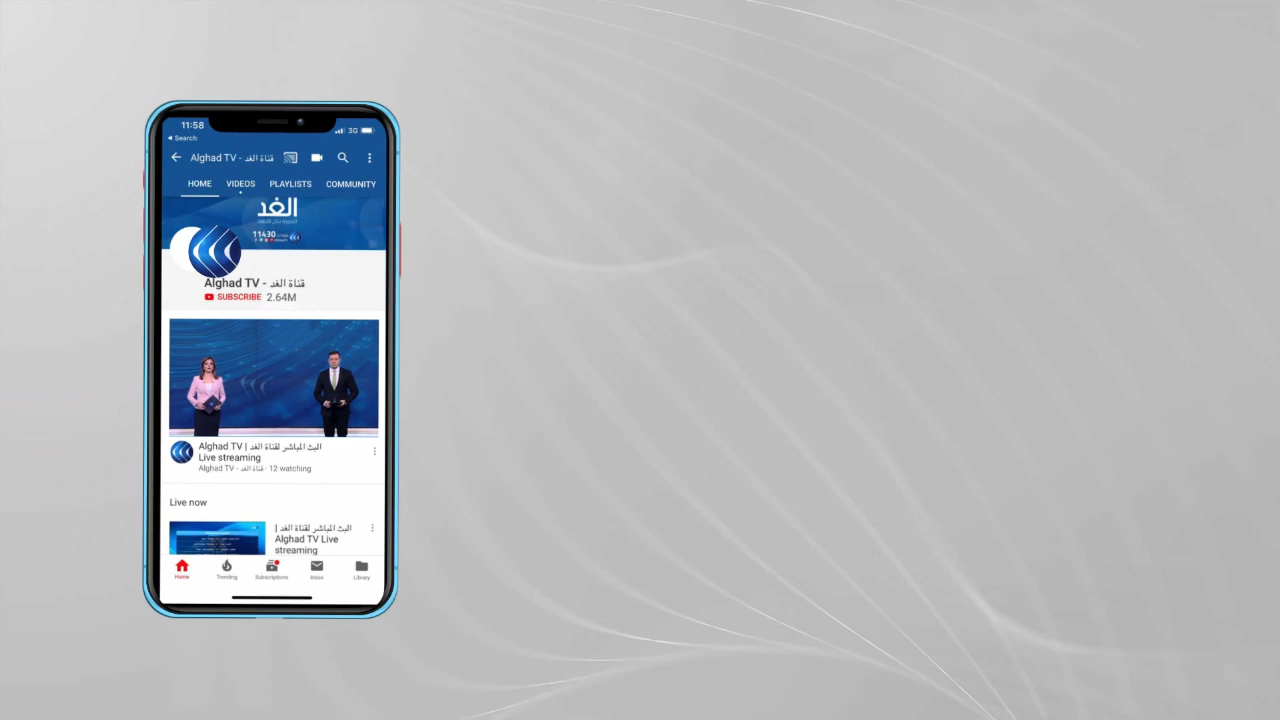 11:58
3G
Search
Alghad TV - قناة الغد
HOME VIDEOS PLAYLISTS COMMUNITY
الغد
11430
Alghad TV - قناة الغد
SUBSCRIBE 2.64M
Alghad TV | البث المباشر لقناة الغد
Live streaming
Alghad TV - قناة الغد · 12 watching
Live now
البث المباشر لقناة الغد |
Alghad TV Live
streaming
Home Trending Subscriptions Inbox Library